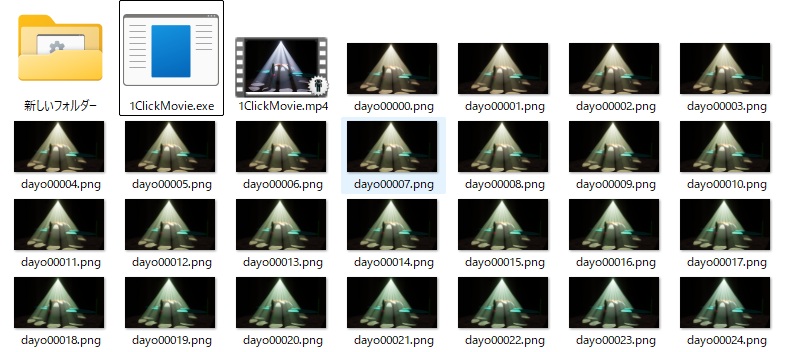 新しいフォルダー
1ClickMovie.exe
1ClickMovie.mp4
dayo00000.png
dayo00001.png
dayo00002.png
dayo00003.png
dayo00004.png
dayo00005.png
dayo00006.png
dayo00007.png
dayo00008.png
dayo00009.png
dayo00010.png
dayo00011.png
dayo00012.png
dayo00013.png
dayo00014.png
dayo00015.png
dayo00016.png
dayo00017.png
dayo00018.png
dayo00019.png
dayo00020.png
dayo00021.png
dayo00022.png
dayo00023.png
dayo00024.png